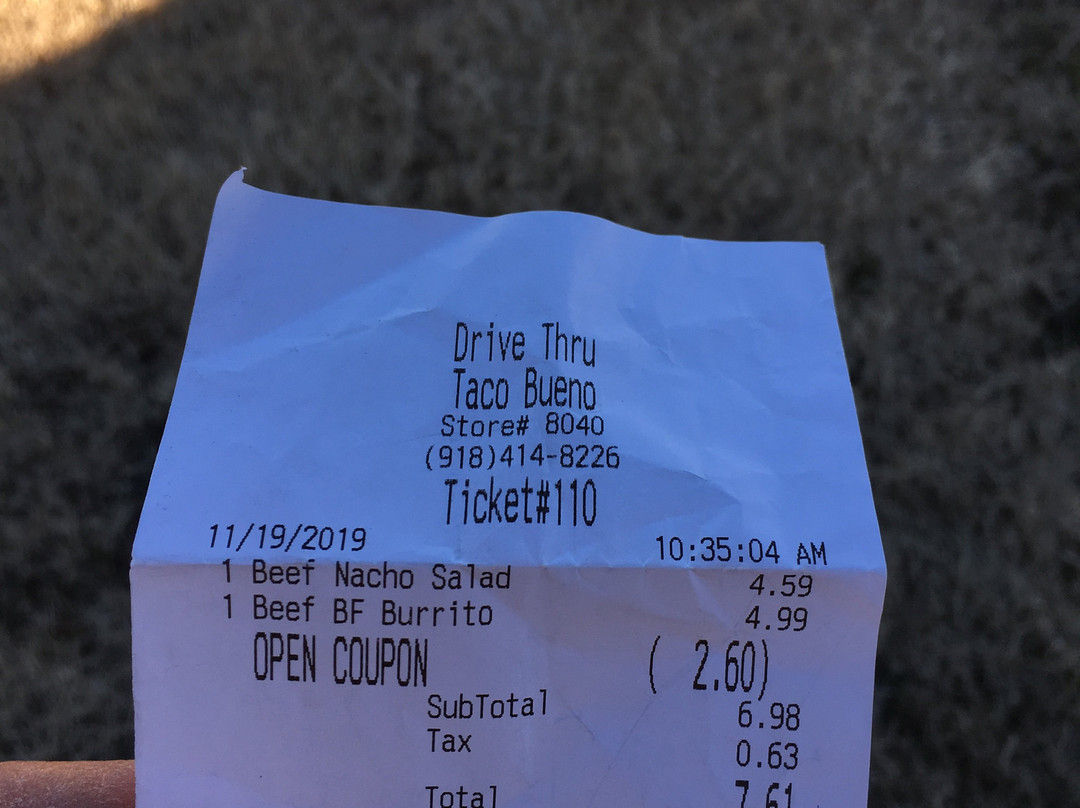 Drive Thru
Taco Bueno
Store# 8040
(918)414-8226
Ticket#110
11/19/2019 10:35:04 AM
1 Beef Nacho Salad 4.59
1 Beef BF Burrito 4.99
OPEN COUPON ( 2.60)
SubTotal 6.98
Tax 0.63
Total 7.61